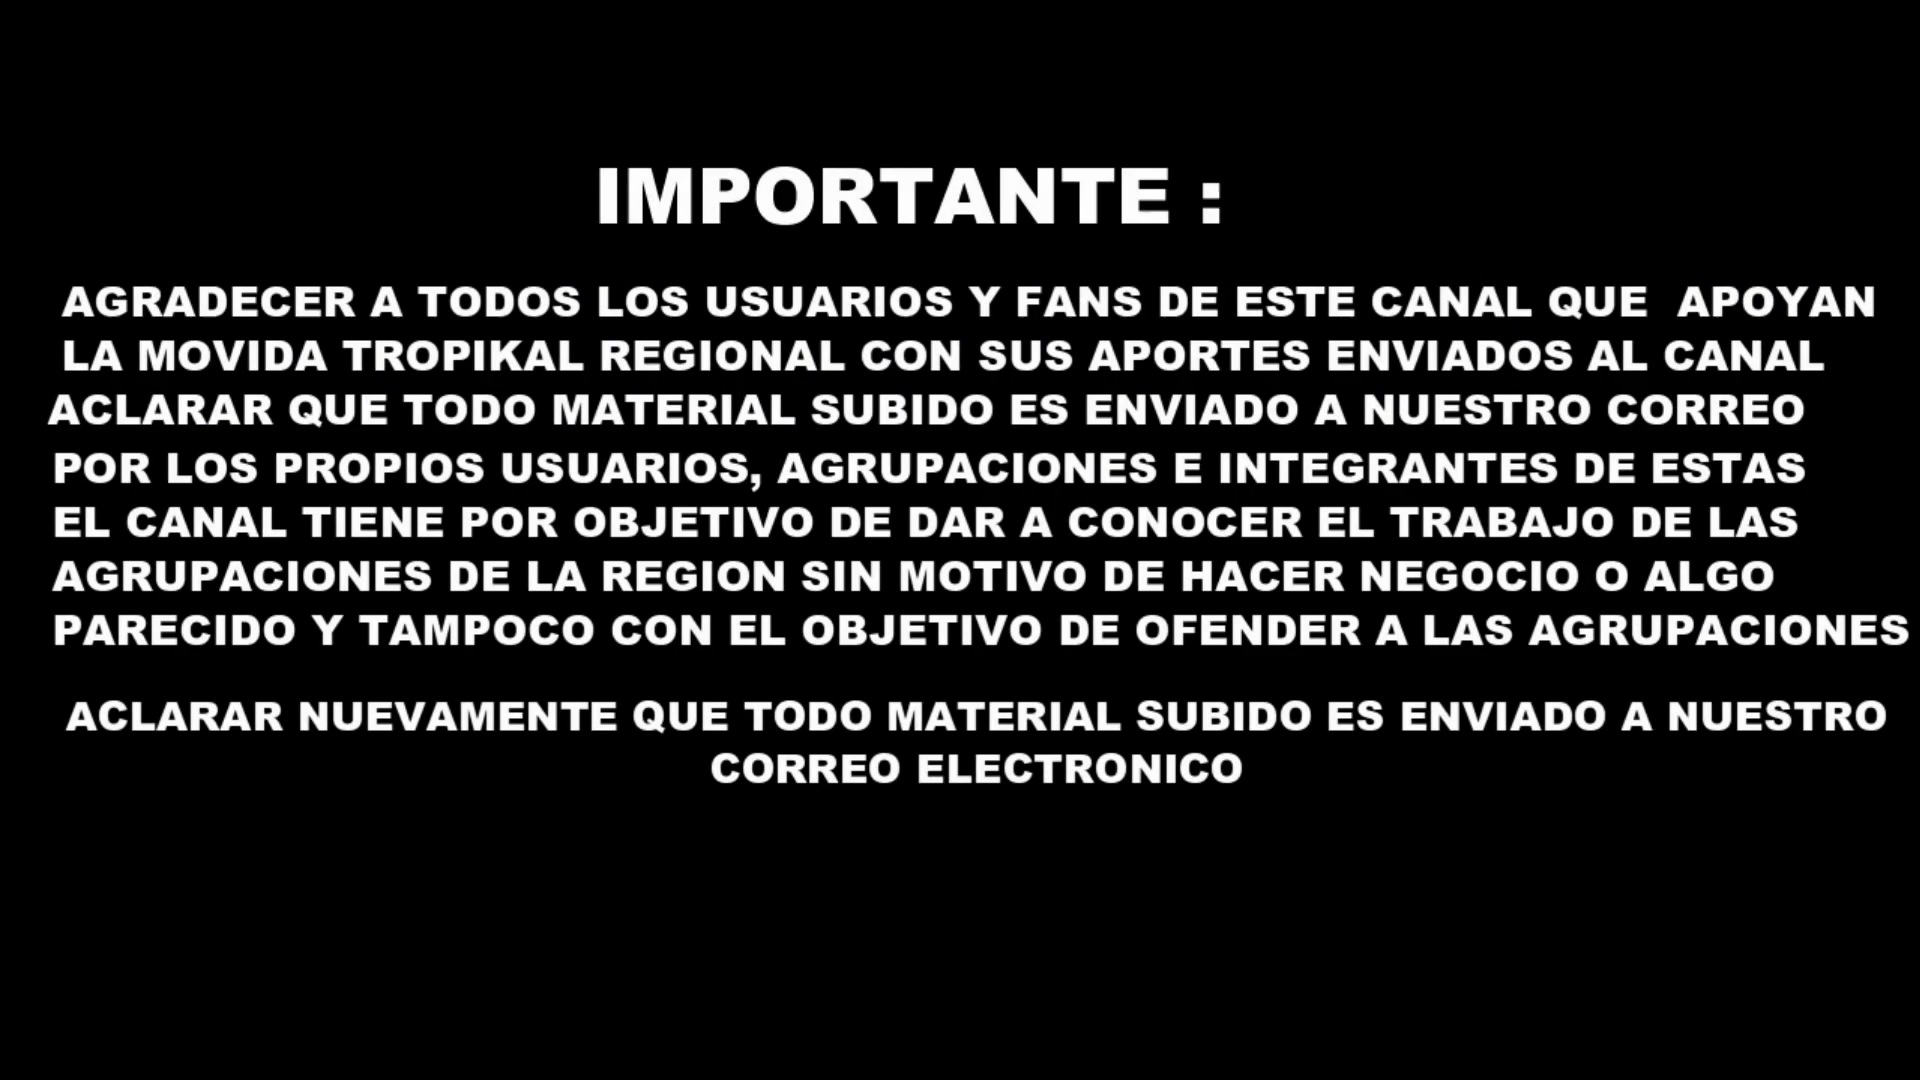 IMPORTANTE :
AGRADECER A TODOS LOS USUARIOS Y FANS DE ESTE CANAL QUE  APOYAN
LA MOVIDA TROPIKAL REGIONAL CON SUS APORTES ENVIADOS AL CANAL
ACLARAR QUE TODO MATERIAL SUBIDO ES ENVIADO A NUESTRO CORREO
POR LOS PROPIOS USUARIOS, AGRUPACIONES E INTEGRANTES DE ESTAS
EL CANAL TIENE POR OBJETIVO DE DAR A CONOCER EL TRABAJO DE LAS
AGRUPACIONES DE LA REGION SIN MOTIVO DE HACER NEGOCIO O ALGO
PARECIDO Y TAMPOCO CON EL OBJETIVO DE OFENDER A LAS AGRUPACIONES
ACLARAR NUEVAMENTE QUE TODO MATERIAL SUBIDO ES ENVIADO A NUESTRO
CORREO ELECTRONICO